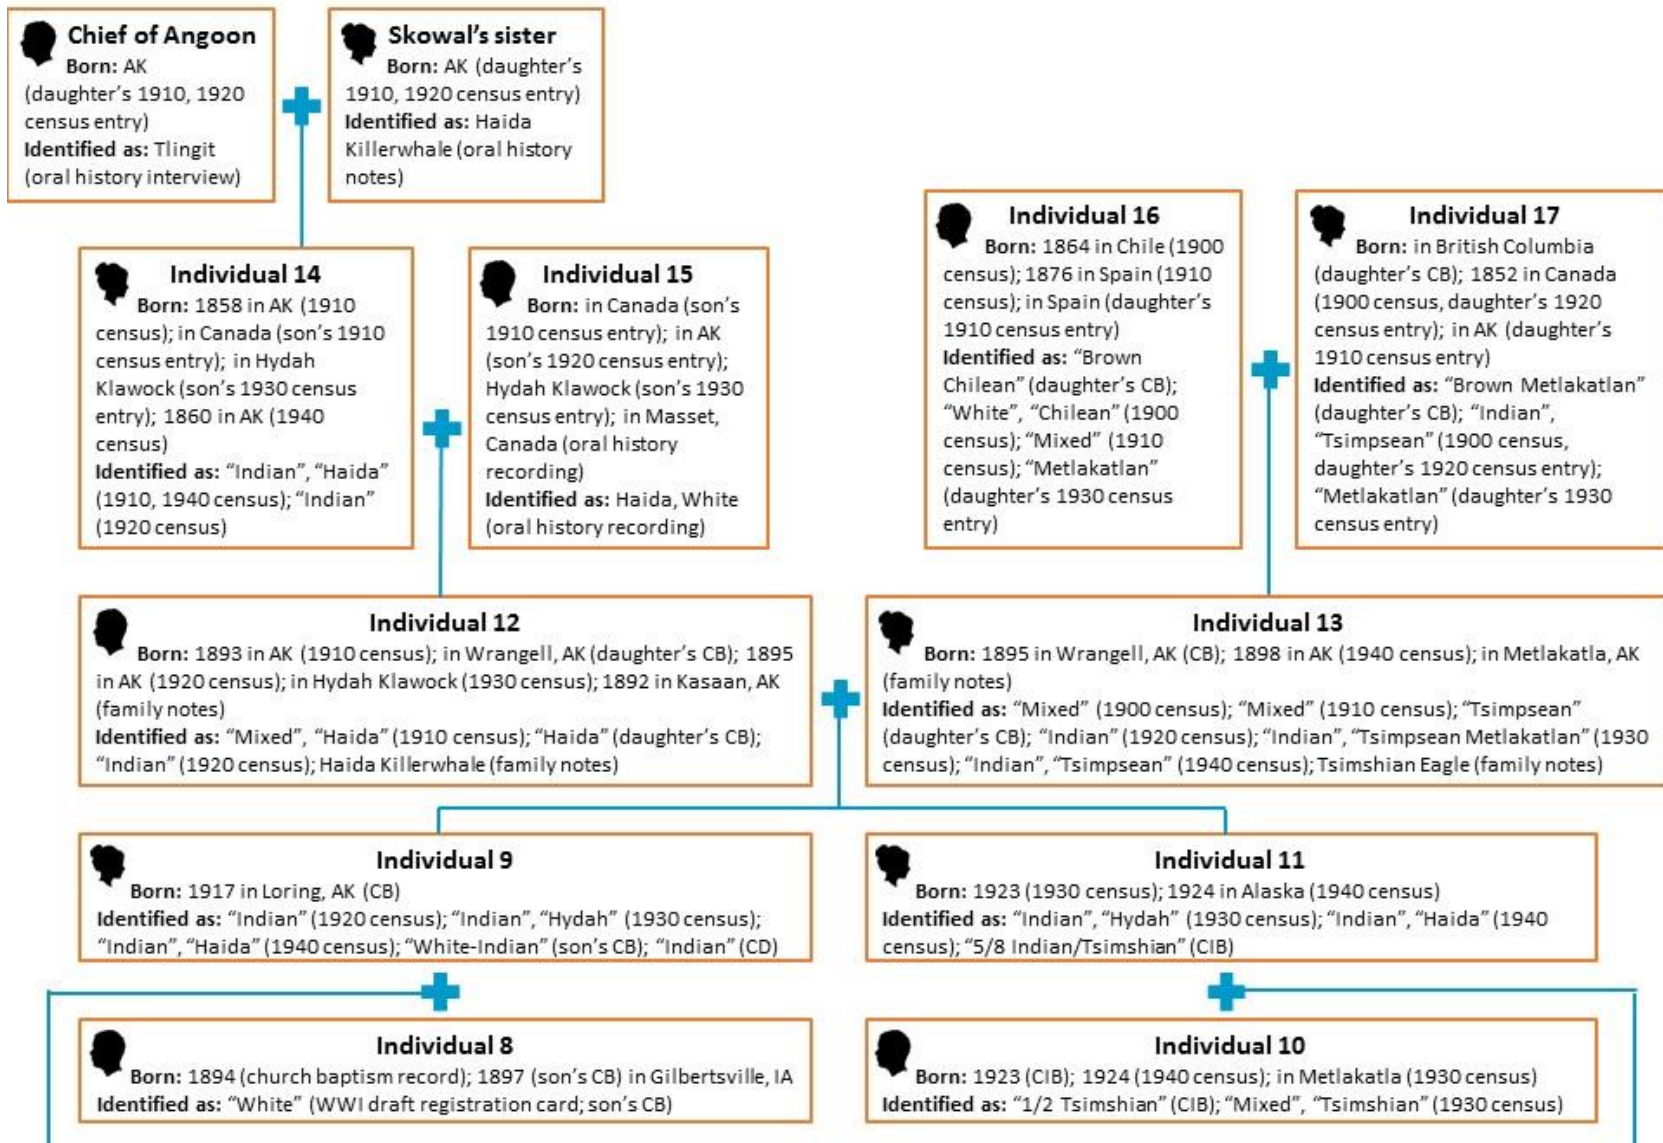 Chief of Angoon
Born: AK
(daughter’s 1910, 1920
census entry)
Identified as: Tlingit
(oral history interview)
Skowal’s sister
Born: AK (daughter’s
1910, 1920 census entry)
Identified as: Haida
Killerwhale (oral history
notes)
Individual 14
Born: 1858 in AK (1910
census); in Canada (son’s 1910
census entry); in Hydah
Klawock (son’s 1930 census
entry); 1860 in AK (1940
census)
Identified as: “Indian”, “Haida”
(1910, 1940 census); “Indian”
(1920 census)
Individual 15
Born: in Canada (son’s
1910 census entry); in AK
(son’s 1920 census entry);
Hydah Klawock (son’s 1930
census entry); in Masset,
Canada (oral history
recording)
Identified as: Haida, White
(oral history recording)
Individual 16
Born: 1864 in Chile (1900
census); 1876 in Spain (1910
census); in Spain (daughter’s
1910 census entry)
Identified as: “Brown
Chilean” (daughter’s CB);
“White”, “Chilean” (1900
census); “Mixed” (1910
census); “Metlakatlan”
(daughter’s 1930 census
entry)
Individual 17
Born: in British Columbia
(daughter’s CB); 1852 in Canada
(1900 census, daughter’s 1920
census entry); in AK (daughter’s
1910 census entry)
Identified as: “Brown Metlakatlan”
(daughter’s CB); “Indian”,
“Tsimpsean” (1900 census,
daughter’s 1920 census entry);
“Metlakatlan” (daughter’s 1930
census entry)
Individual 12
Born: 1893 in AK (1910 census); in Wrangell, AK (daughter’s CB); 1895
in AK (1920 census); in Hydah Klawock (1930 census); 1892 in Kasaan, AK
(family notes)
Identified as: “Mixed”, “Haida” (1910 census); “Haida” (daughter’s CB);
“Indian” (1920 census); Haida Killerwhale (family notes)
Individual 13
Born: 1895 in Wrangell, AK (CB); 1898 in AK (1940 census); in Metlakatla, AK
(family notes)
Identified as: “Mixed” (1900 census); “Mixed” (1910 census); “Tsimpsean”
(daughter’s CB); “Indian” (1920 census); “Indian”, “Tsimpsean Metlakatlan” (1930
census); “Indian”, “Tsimpsean” (1940 census); Tsimshian Eagle (family notes)
Individual 9
Born: 1917 in Loring, AK (CB)
Identified as: “Indian” (1920 census); “Indian”, “Hydah” (1930 census);
“Indian”, “Haida” (1940 census); “White-Indian” (son’s CB); “Indian” (CD)
Individual 11
Born: 1923 (1930 census); 1924 in Alaska (1940 census)
Identified as: “Indian”, “Hydah” (1930 census); “Indian”, “Haida” (1940
census); “5/8 Indian/Tsimshian” (CIB)
Individual 8
Born: 1894 (church baptism record); 1897 (son’s CB) in Gilbertsville, IA
Identified as: “White” (WWI draft registration card; son’s CB)
Individual 10
Born: 1923 (CIB); 1924 (1940 census); in Metlakatla (1930 census)
Identified as: “1/2 Tsimshian” (CIB); “Mixed”, “Tsimshian” (1930 census)